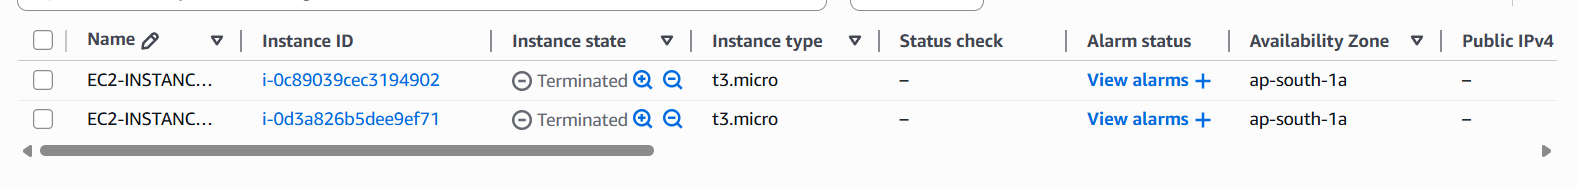 Name Instance ID Instance state Instance type Status check Alarm status Availability Zone Public IPv4
EC2-INSTANC... i-0c89039cec3194902 Terminated t3.micro – View alarms + ap-south-1a –
EC2-INSTANC... i-0d3a826b5dee9ef71 Terminated t3.micro – View alarms + ap-south-1a –